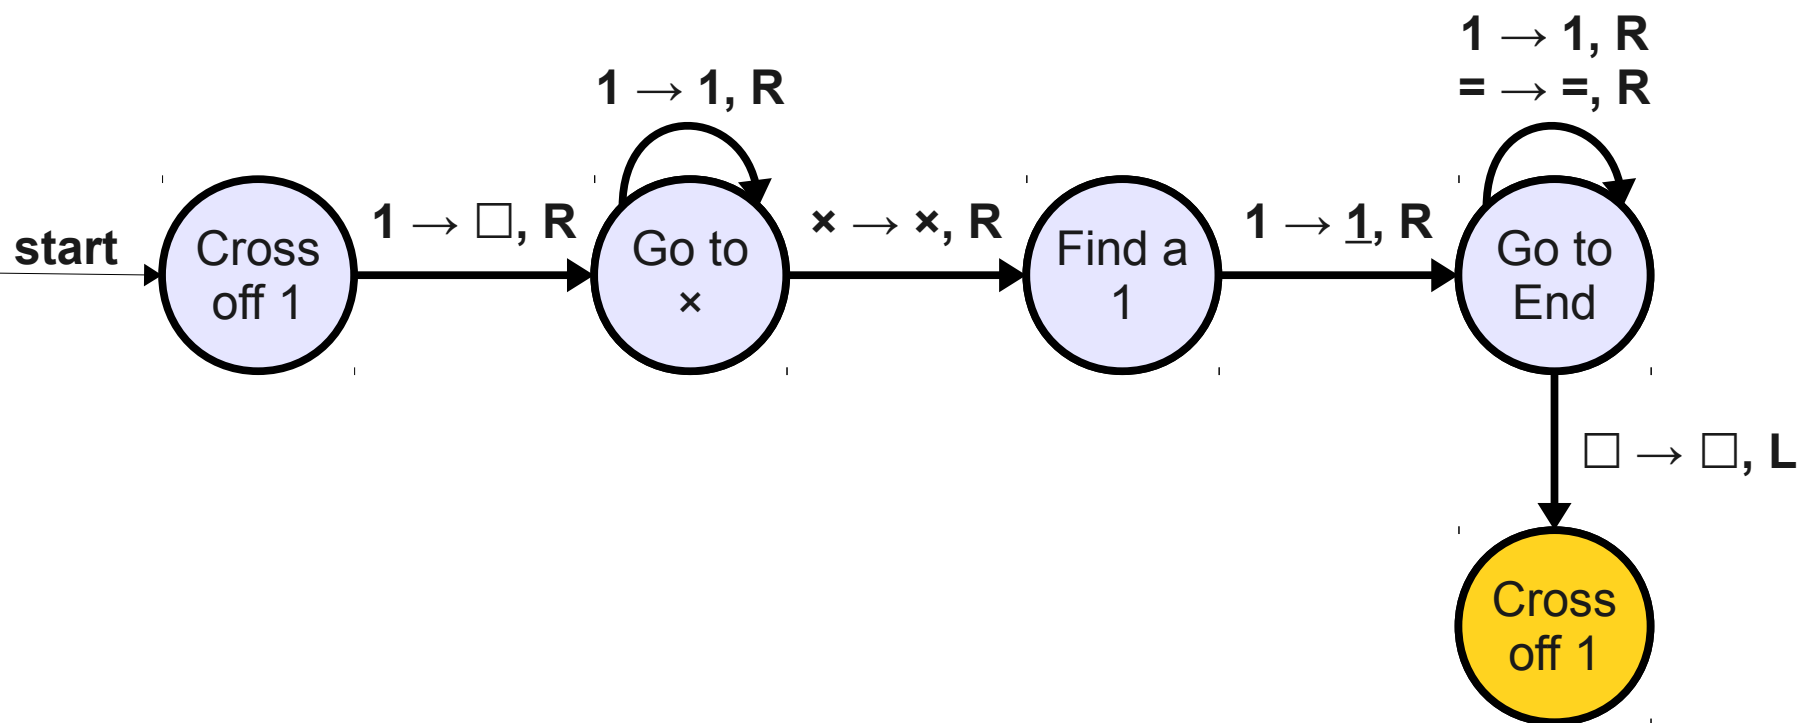 1 → 1, R
= → =, R
1 → 1, R
start
Cross
off 1
1 → □, R
Go to
×
× → ×, R
Find a
1
1 → 1, R
Go to
End
□ → □, L
Cross
off 1